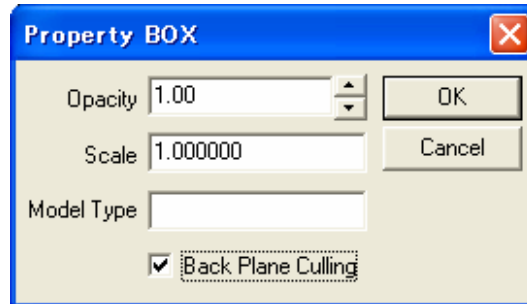 Property BOX
Opacity 1.00
OK
Scale 1.000000
Cancel
Model Type
Back Plane Culling